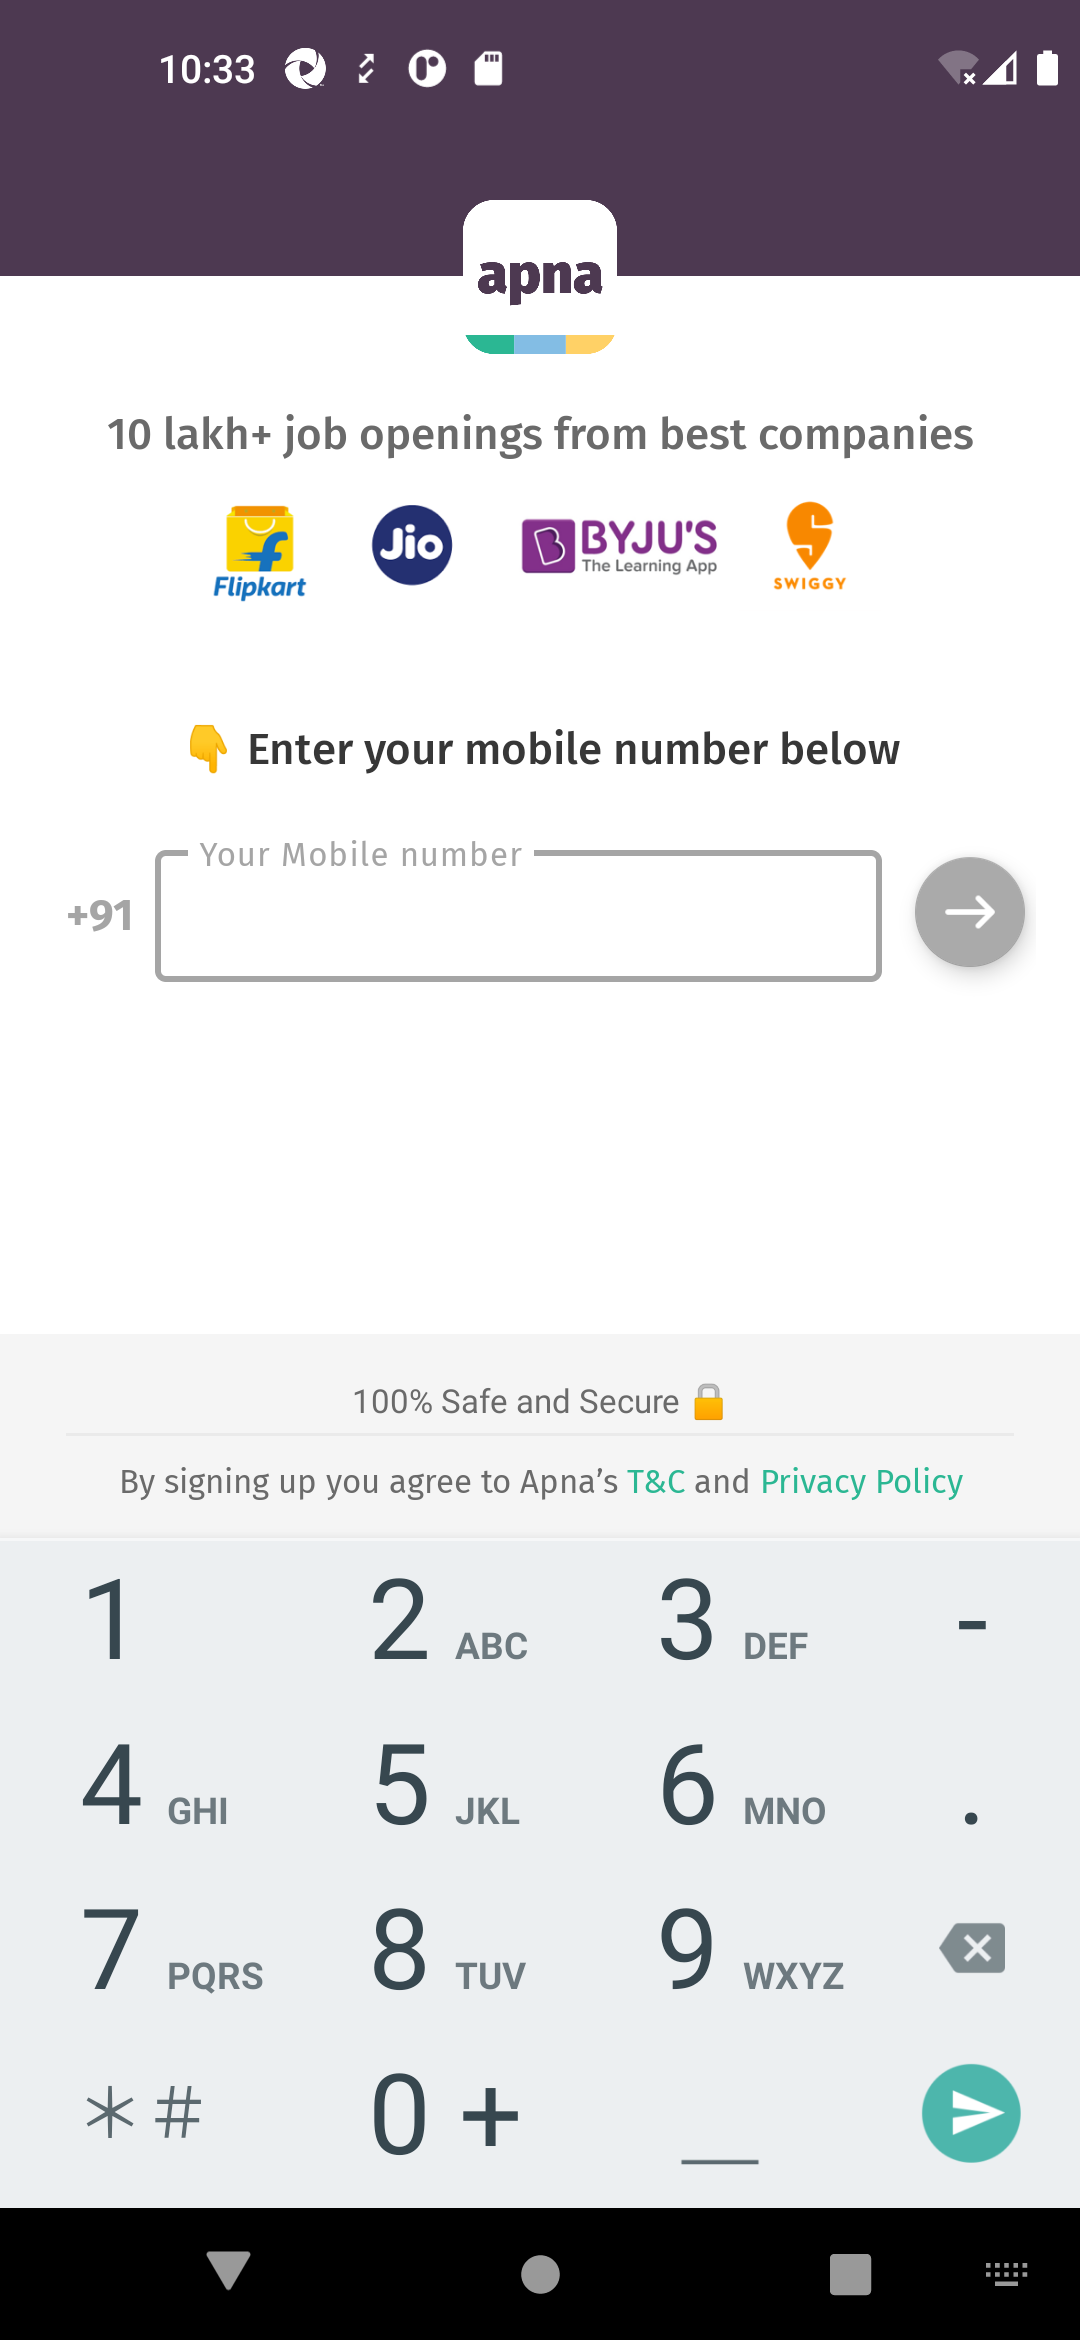 10:33
apna
10 lakh+ job openings from best companies
Flipkart
Jio
BYJU'S
The Learning App
SWIGGY
👇 Enter your mobile number below
Your Mobile number
+91
100% Safe and Secure 🔒
By signing up you agree to Apna’s T&C and Privacy Policy
1 2 ABC 3 DEF -
4 GHI 5 JKL 6 MNO .
7 PQRS 8 TUV 9 WXYZ
*# 0 + _